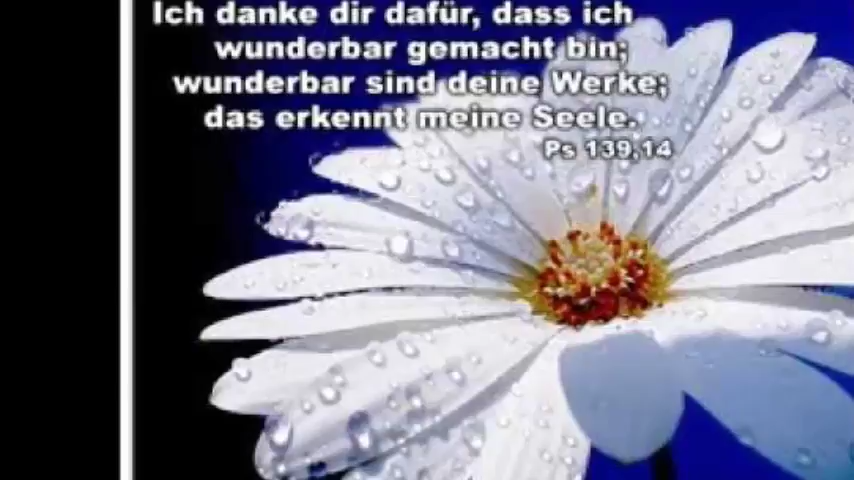 Ich danke dir dafür, dass ich
wunderbar gemacht bin;
wunderbar sind deine Werke;
das erkennt meine Seele.
Ps 139,14